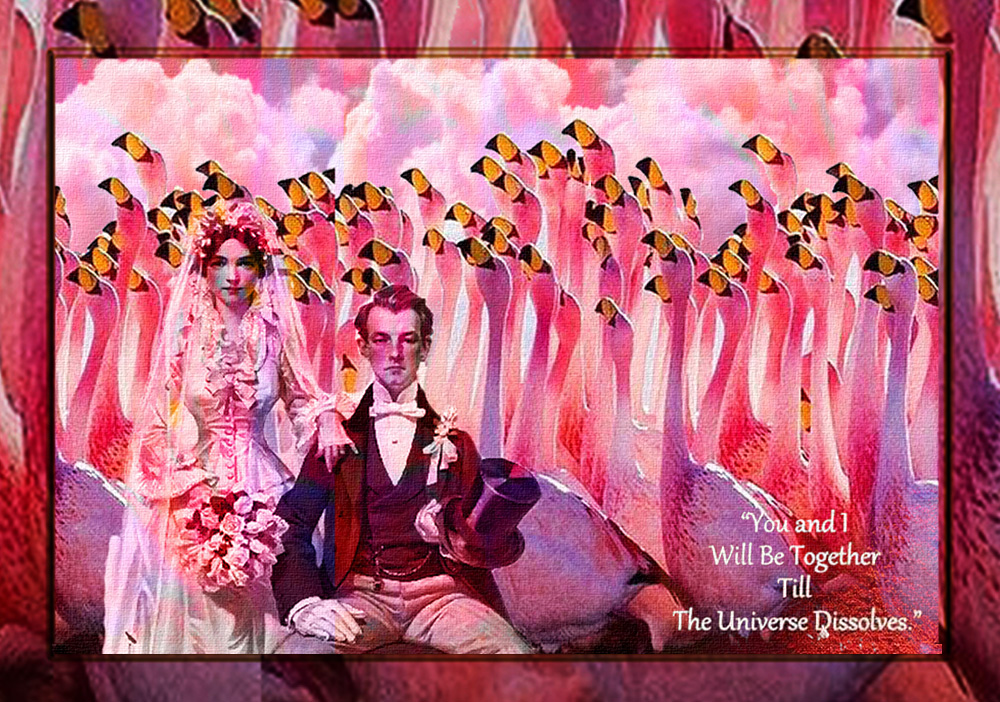 “You and I
Will Be Together
Till
The Universe Dissolves.”